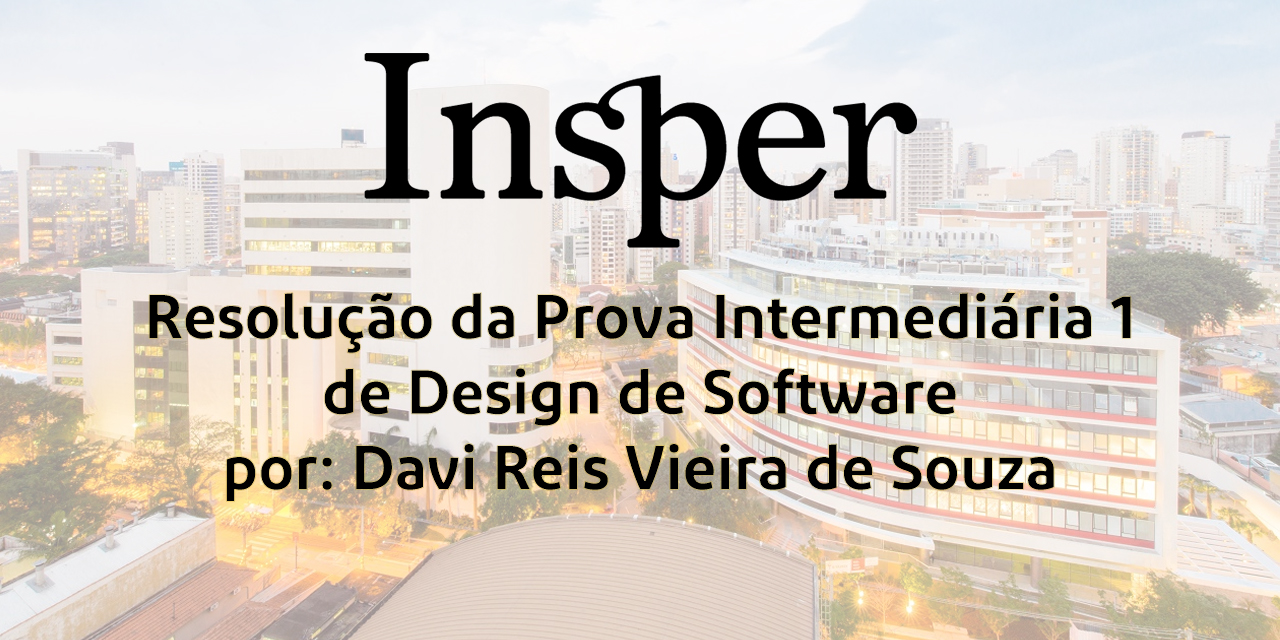 Insper
Resolução da Prova Intermediária 1
de Design de Software
por: Davi Reis Vieira de Souza